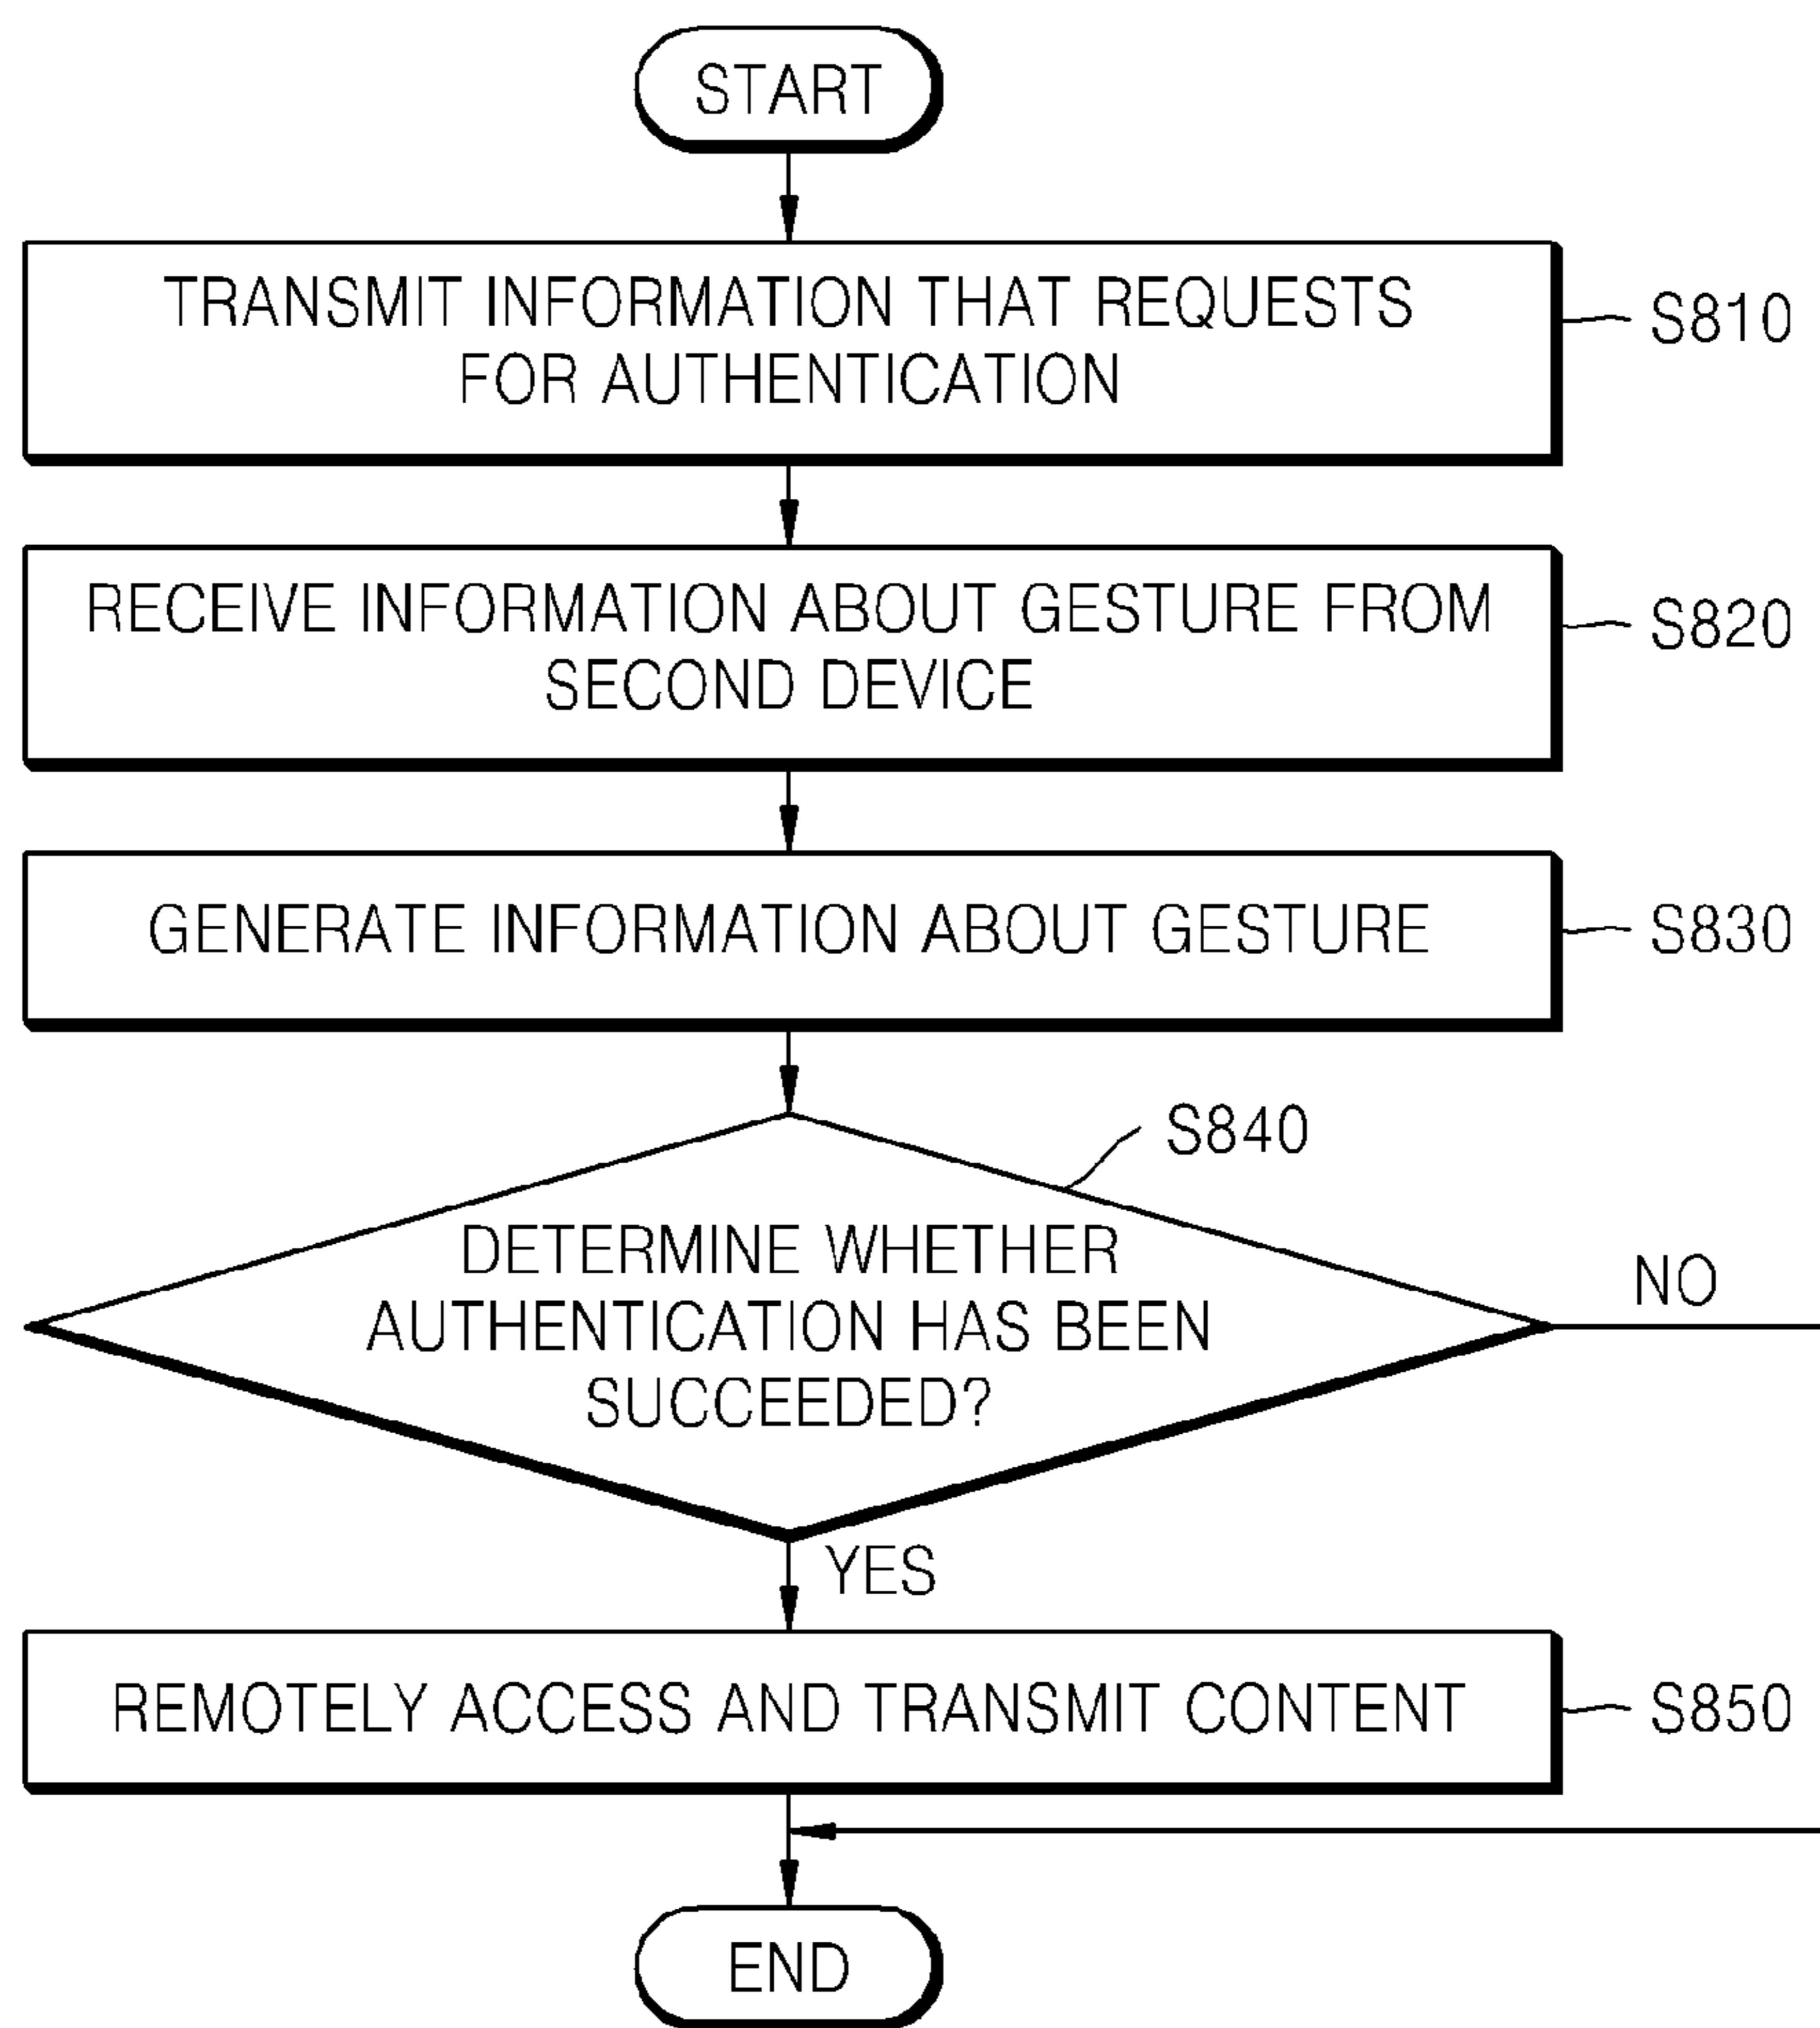 START
TRANSMIT INFORMATION THAT REQUESTS
FOR AUTHENTICATION
S810
RECEIVE INFORMATION ABOUT GESTURE FROM
SECOND DEVICE
S820
GENERATE INFORMATION ABOUT GESTURE
S830
S840
DETERMINE WHETHER
AUTHENTICATION HAS BEEN
SUCCEEDED?
NO
YES
REMOTELY ACCESS AND TRANSMIT CONTENT
S850
END